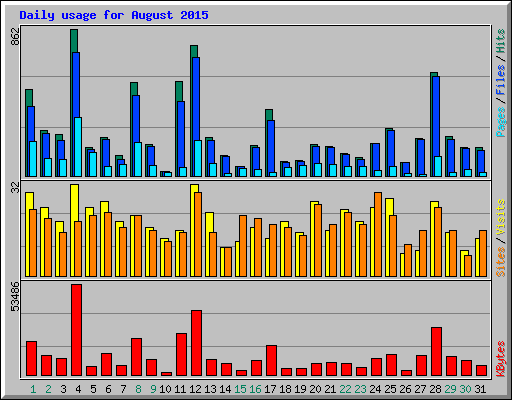 Daily usage for August 2015
862
Pages / Files / Hits
32
Sites / Visits
53486
KBytes
1 2 3 4 5 6 7 8 9 10 11 12 13 14 15 16 17 18 19 20 21 22 23 24 25 26 27 28 29 30 31